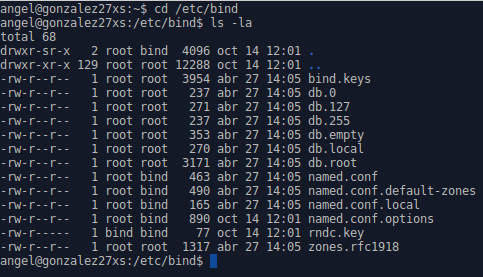 angel@gonzalez27xs:~$ cd /etc/bind
angel@gonzalez27xs:/etc/bind$ ls -la
total 68
drwxr-sr-x   2 root bind  4096 oct 14 12:01 .
drwxr-xr-x 129 root root 12288 oct 14 12:01 ..
-rw-r--r--   1 root root  3954 abr 27 14:05 bind.keys
-rw-r--r--   1 root root   237 abr 27 14:05 db.0
-rw-r--r--   1 root root   271 abr 27 14:05 db.127
-rw-r--r--   1 root root   237 abr 27 14:05 db.255
-rw-r--r--   1 root root   353 abr 27 14:05 db.empty
-rw-r--r--   1 root root   270 abr 27 14:05 db.local
-rw-r--r--   1 root root  3171 abr 27 14:05 db.root
-rw-r--r--   1 root bind   463 abr 27 14:05 named.conf
-rw-r--r--   1 root bind   490 abr 27 14:05 named.conf.default-zones
-rw-r--r--   1 root bind   165 abr 27 14:05 named.conf.local
-rw-r--r--   1 root bind   890 oct 14 12:01 named.conf.options
-rw-r-----   1 bind bind    77 oct 14 12:01 rndc.key
-rw-r--r--   1 root root  1317 abr 27 14:05 zones.rfc1918
angel@gonzalez27xs:/etc/bind$